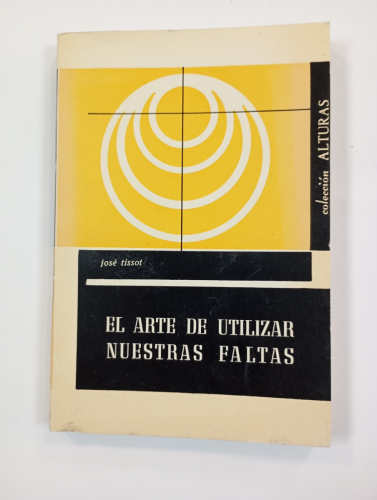 colección ALTURAS
josé tissot
EL ARTE DE UTILIZAR
NUESTRAS FALTAS